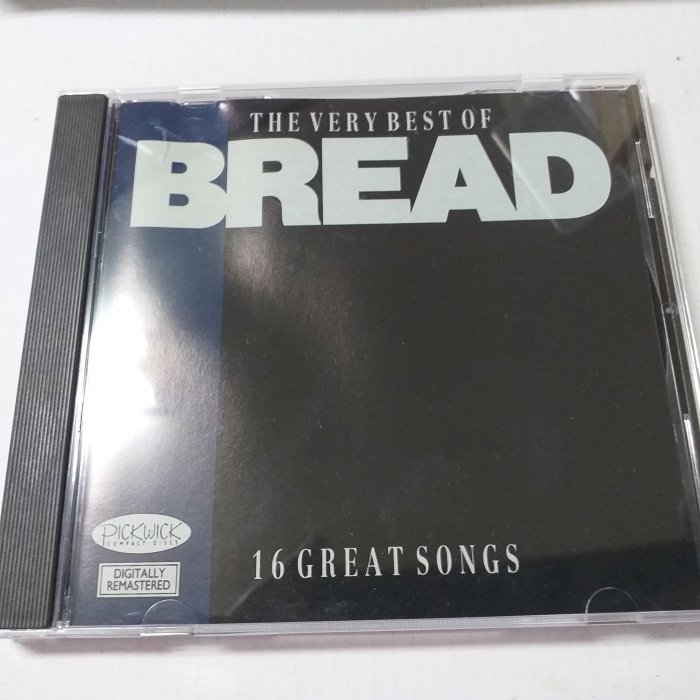 THE VERY BEST OF
BREAD
PICKWICK
COMPACT DISCS
DIGITALLY
REMASTERED
16 GREAT SONGS